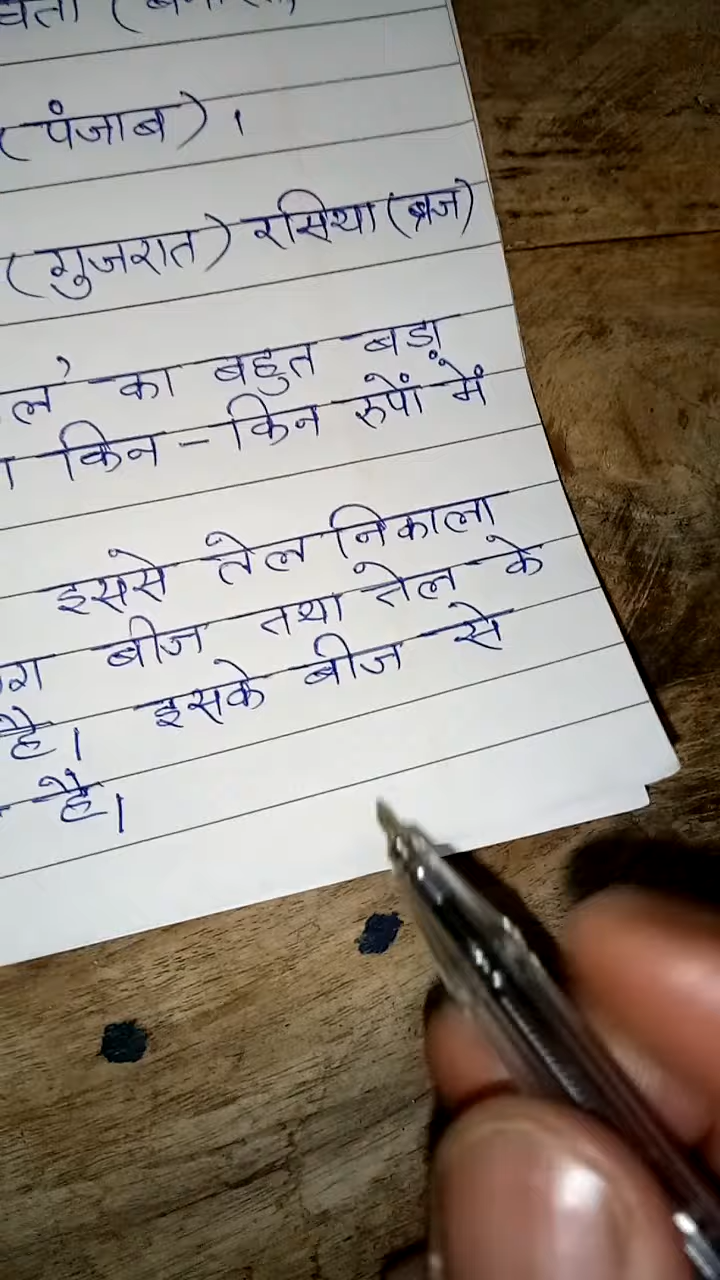 (पंजाब)।
(गुजरात) रसिया (ब्रज)
का बहुत बड़ा
किन - किन रुपों में
इससे तेल निकाला
बीज तथा तेल के
है। इसके बीज से
है।